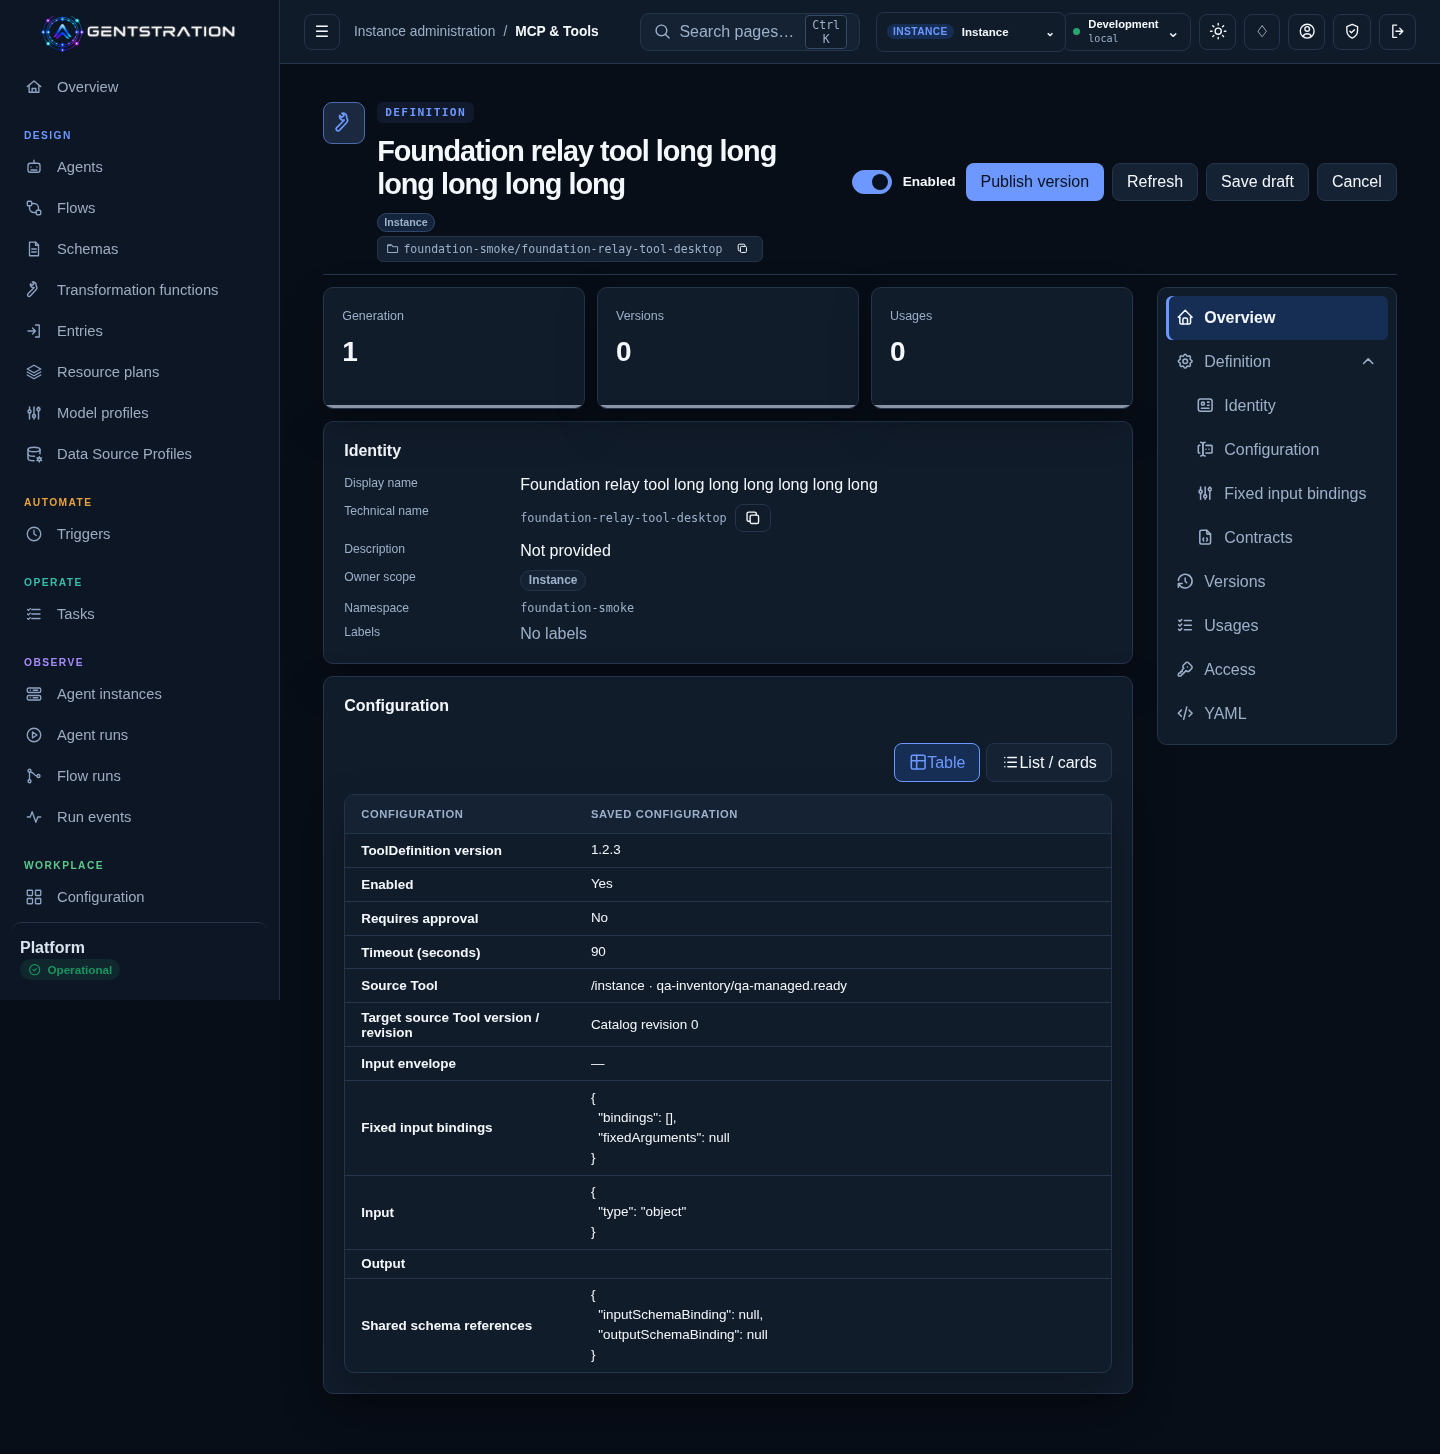 GENTSTRATION
Overview
DESIGN
Agents
Flows
Schemas
Transformation functions
Entries
Resource plans
Model profiles
Data Source Profiles
AUTOMATE
Triggers
OPERATE
Tasks
OBSERVE
Agent instances
Agent runs
Flow runs
Run events
WORKPLACE
Configuration
Platform
Operational
Instance administration / MCP & Tools
Search pages…
Ctrl
K
INSTANCE Instance
Development
local
DEFINITION
Foundation relay tool long long
long long long long
Instance
foundation-smoke/foundation-relay-tool-desktop
Enabled
Publish version
Refresh
Save draft
Cancel
Generation
1
Versions
0
Usages
0
Identity
Display name
Foundation relay tool long long long long long long
Technical name
foundation-relay-tool-desktop
Description
Not provided
Owner scope
Instance
Namespace
foundation-smoke
Labels
No labels
Configuration
Table
List / cards
CONFIGURATION SAVED CONFIGURATION
ToolDefinition version 1.2.3
Enabled Yes
Requires approval No
Timeout (seconds) 90
Source Tool /instance · qa-inventory/qa-managed.ready
Target source Tool version /
revision
Catalog revision 0
Input envelope —
Fixed input bindings
{
"bindings": [],
"fixedArguments": null
}
Input
{
"type": "object"
}
Output
Shared schema references
{
"inputSchemaBinding": null,
"outputSchemaBinding": null
}
Overview
Definition
Identity
Configuration
Fixed input bindings
Contracts
Versions
Usages
Access
YAML